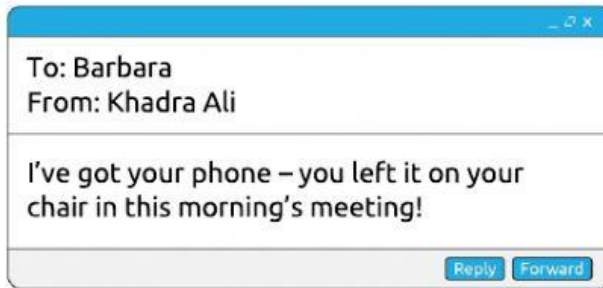 To: Barbara
From: Khadra Ali
I've got your phone – you left it on your
chair in this morning's meeting!
Reply Forward